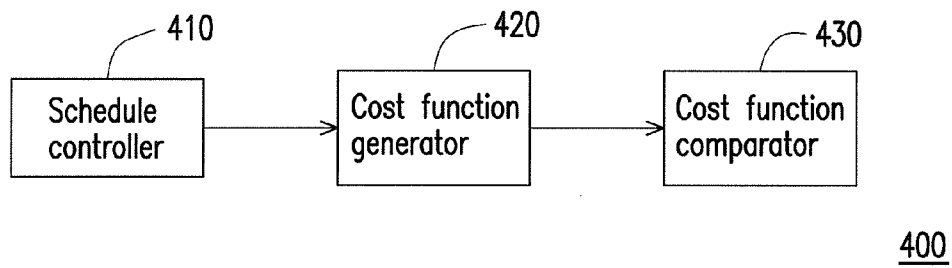 410
420
430
Schedule
controller
Cost function
generator
Cost function
comparator
400